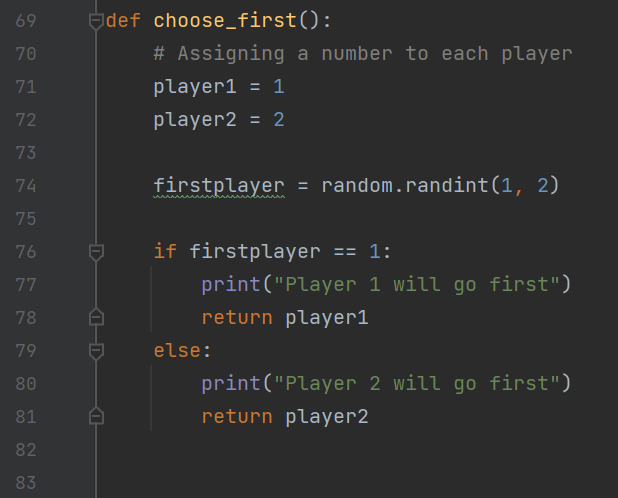 69 def choose_first():
70     # Assigning a number to each player
71     player1 = 1
72     player2 = 2
73
74     firstplayer = random.randint(1, 2)
75
76     if firstplayer == 1:
77         print("Player 1 will go first")
78         return player1
79     else:
80         print("Player 2 will go first")
81         return player2
82
83